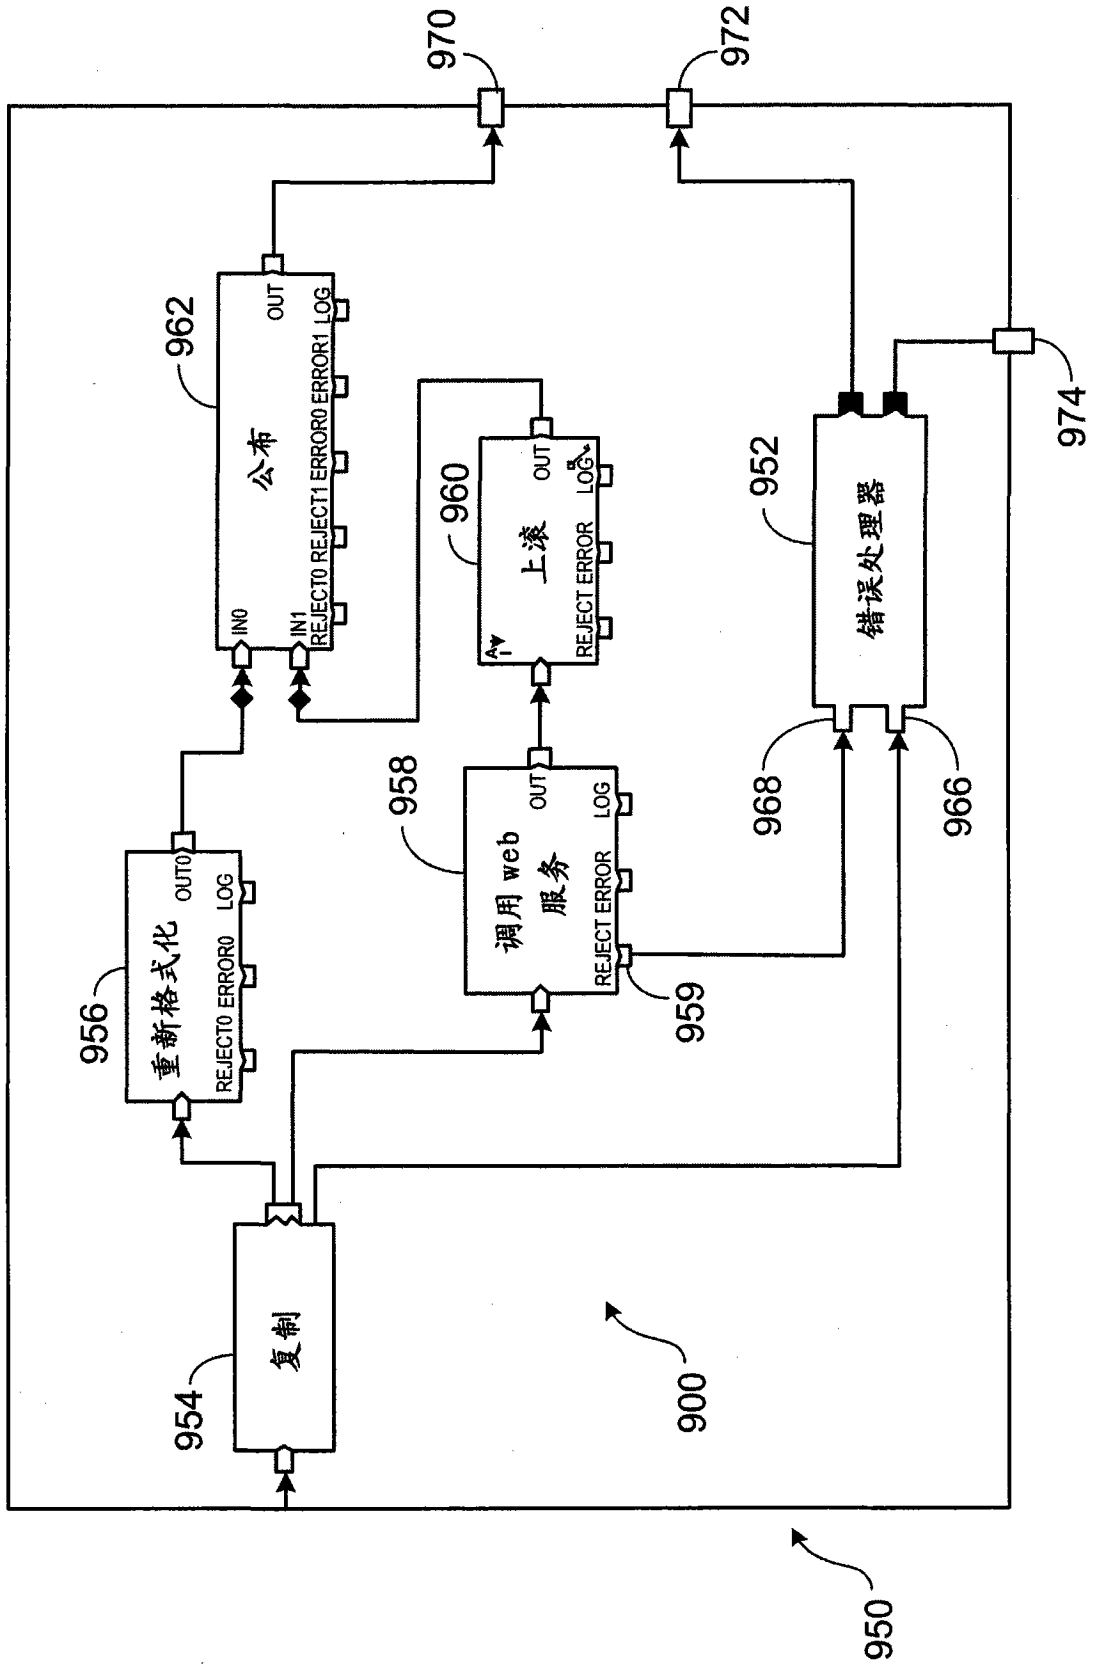 950
900
954
复制
956
重新格式化
OUT0
REJECT0 ERROR0 LOG
958
调用web
服务
OUT
REJECT ERROR LOG
959
960
A
上滚
OUT
REJECT ERROR LOG
962
IN0
IN1
公布
OUT
REJECT0 REJECT1 ERROR0 ERROR1 LOG
968
966
952
错误处理器
970
972
974